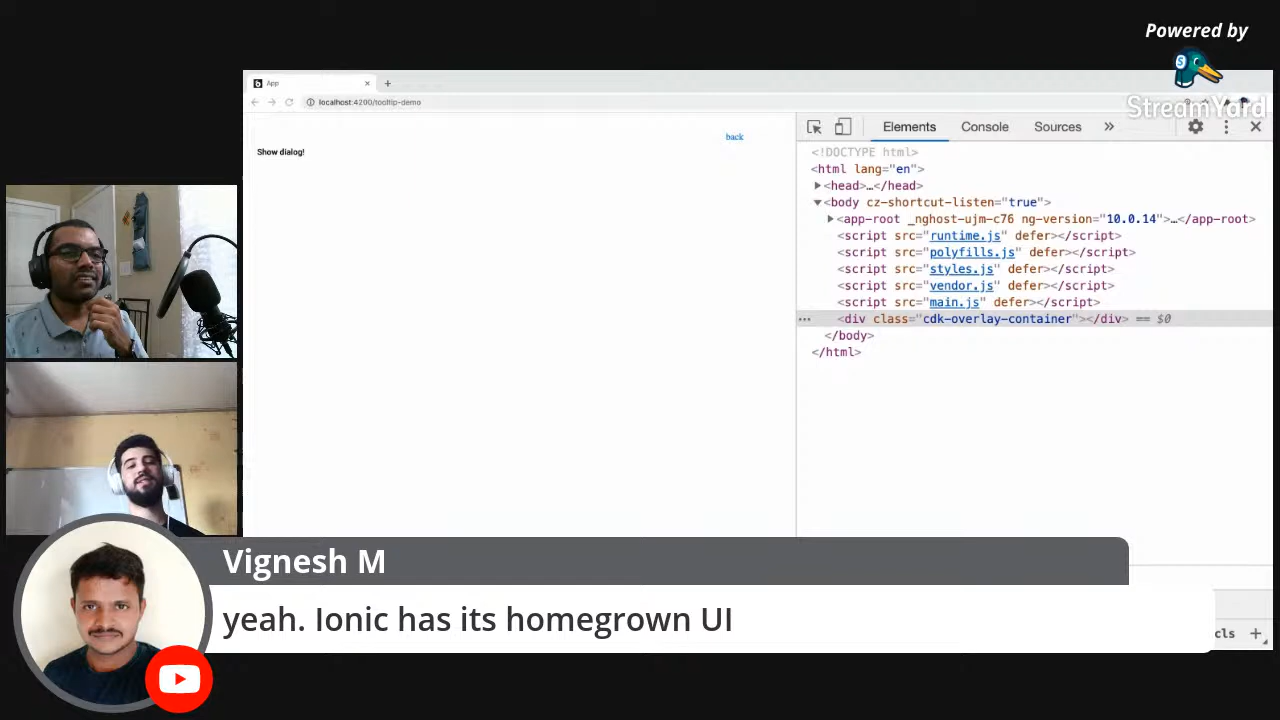 Powered by
StreamYard
App
localhost:4200/tooltip-demo
back
Show dialog!
Elements
Console
Sources
<!DOCTYPE html>
<html lang="en">
<head>…</head>
<body cz-shortcut-listen="true">
<app-root _nghost-ujm-c76 ng-version="10.0.14">…</app-root>
<script src="runtime.js" defer></script>
<script src="polyfills.js" defer></script>
<script src="styles.js" defer></script>
<script src="vendor.js" defer></script>
<script src="main.js" defer></script>
<div class="cdk-overlay-container"></div> == $0
</body>
</html>
cls
Vignesh M
yeah. Ionic has its homegrown UI